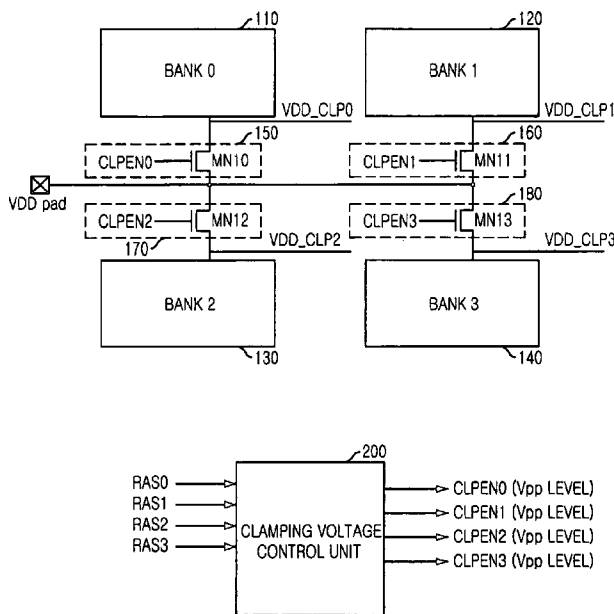 110
120
BANK 0
BANK 1
VDD_CLP0
VDD_CLP1
150
160
CLPEN0
MN10
CLPEN1
MN11
VDD pad
180
CLPEN2
MN12
CLPEN3
MN13
170
VDD_CLP2
VDD_CLP3
BANK 2
BANK 3
130
140
200
RAS0
RAS1
RAS2
RAS3
CLAMPING VOLTAGE
CONTROL UNIT
CLPEN0 (Vpp LEVEL)
CLPEN1 (Vpp LEVEL)
CLPEN2 (Vpp LEVEL)
CLPEN3 (Vpp LEVEL)